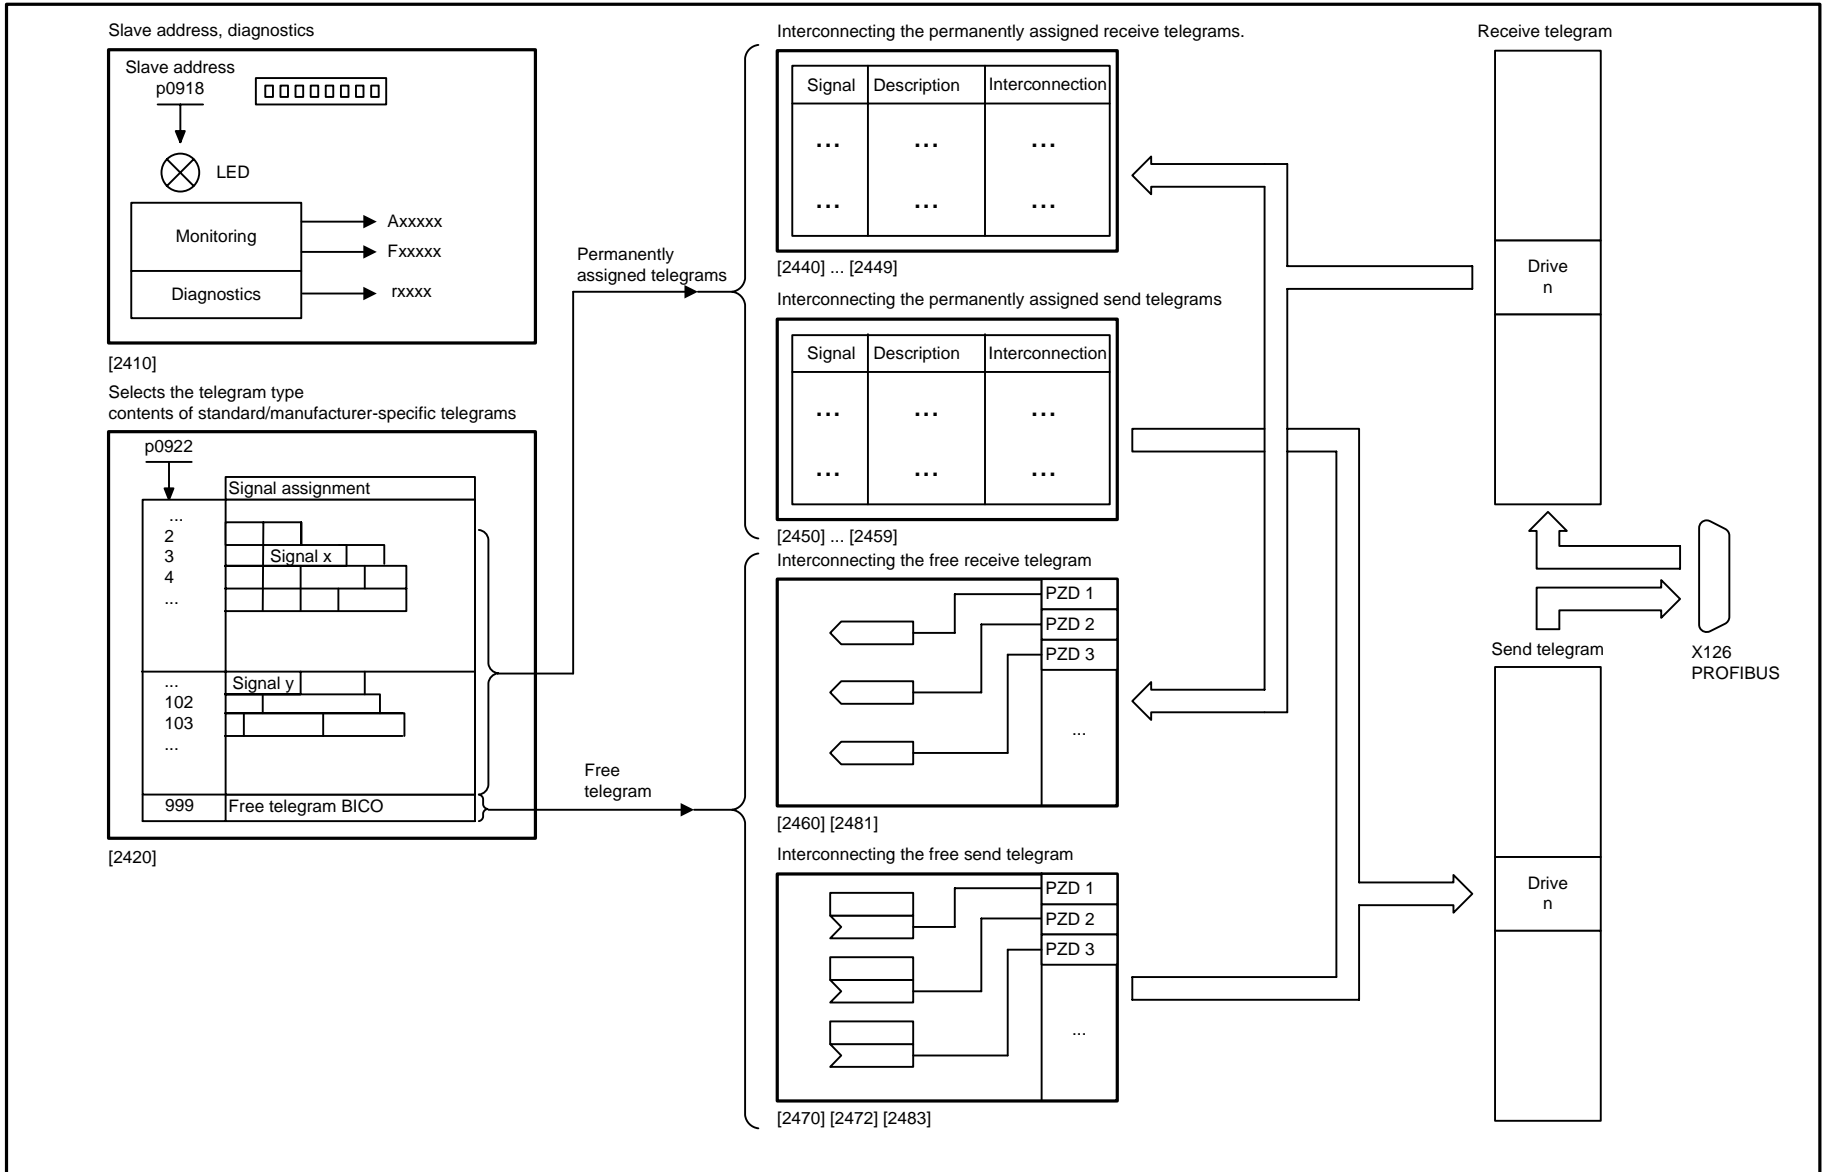 Slave address, diagnostics
Slave address
p0918
LED
Monitoring
Axxxxx
Fxxxxx
Diagnostics
rxxxx
[2410]
Selects the telegram type
contents of standard/manufacturer-specific telegrams
p0922
Signal assignment
...
2
3
Signal x
4
...
...
Signal y
102
103
...
999
Free telegram BICO
[2420]
Permanently
assigned telegrams
Free
telegram
Interconnecting the permanently assigned receive telegrams.
Signal
Description
Interconnection
... ... ...
... ... ...
[2440] ... [2449]
Interconnecting the permanently assigned send telegrams
Signal
Description
Interconnection
... ... ...
... ... ...
[2450] ... [2459]
Interconnecting the free receive telegram
PZD 1
PZD 2
PZD 3
...
[2460] [2481]
Interconnecting the free send telegram
PZD 1
PZD 2
PZD 3
...
[2470] [2472] [2483]
Receive telegram
Drive
n
X126
PROFIBUS
Send telegram
Drive
n